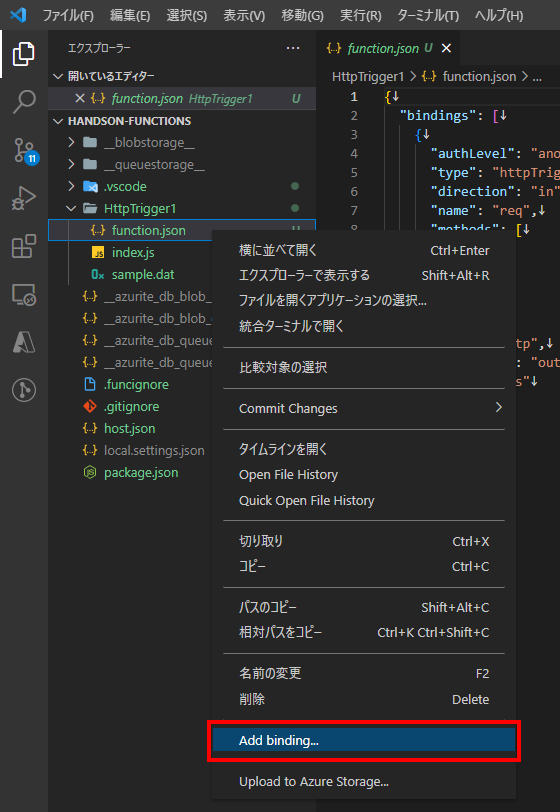 ファイル(F) 編集(E) 選択(S) 表示(V) 移動(G) 実行(R) ターミナル(T) ヘルプ(H)
エクスプローラー ...
開いているエディター
function.json HttpTrigger1 U
HANDSON-FUNCTIONS
__blobstorage__
__queuestorage__
.vscode
HttpTrigger1
function.json
JS index.js
sample.dat
__azurite_db_blob_
__azurite_db_blob_
__azurite_db_queue
__azurite_db_queue
.funcignore
.gitignore
host.json
local.settings.json
package.json
11
function.json U
HttpTrigger1 > function.json > ...
1 {↓
2 "bindings": [↓
3 {↓
4 "authLevel": "ano
5 "type": "httpTrig
6 "direction": "in"
7 "name": "req",↓
8 "methods": [↓
tp",↓
: "out
s"↓
横に並べて開く Ctrl+Enter
エクスプローラーで表示する Shift+Alt+R
ファイルを開くアプリケーションの選択...
統合ターミナルで開く
比較対象の選択
Commit Changes
タイムラインを開く
Open File History
Quick Open File History
切り取り Ctrl+X
コピー Ctrl+C
パスのコピー Shift+Alt+C
相対パスをコピー Ctrl+K Ctrl+Shift+C
名前の変更 F2
削除 Delete
Add binding...
Upload to Azure Storage...